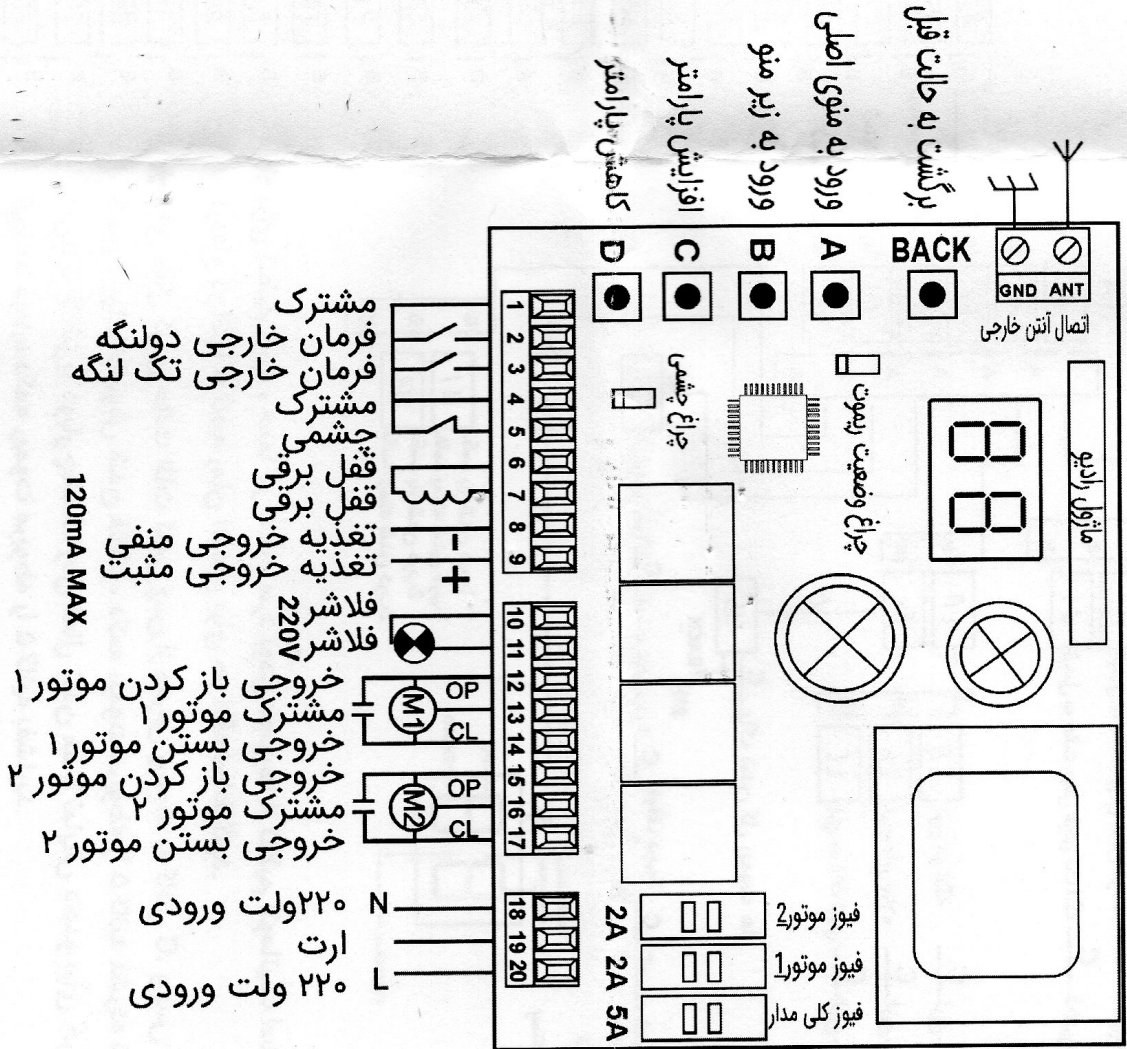 برگشت به حالت قبل
ورود به منوی اصلی
ورود به زیر منو
افزایش پارامتر
کاهش پارامتر
D
C
B
A
BACK
GND ANT
اتصال آنتن خارجی
ماژول رادیو
88
چراغ وضعیت ریموت
چراغ چشمی
1 مشترک
2 فرمان خارجی دولنگه
3 فرمان خارجی تک لنگه
4 مشترک
5 چشمی
6 قفل برقی
7 قفل برقی
8 تغذیه خروجی منفی -
9 تغذیه خروجی مثبت +
120mA MAX
10 فلاشر
11 فلاشر
220V
12 خروجی باز کردن موتور ۱ OP
13 مشترک موتور ۱ M1
14 خروجی بستن موتور ۱ CL
15 خروجی باز کردن موتور ۲ OP
16 مشترک موتور ۲ M2
17 خروجی بستن موتور ۲ CL
18 ۲۲۰ولت ورودی N
19 ارت
20 ۲۲۰ ولت ورودی L
2A فیوز موتور2
2A فیوز موتور1
5A فیوز کلی مدار